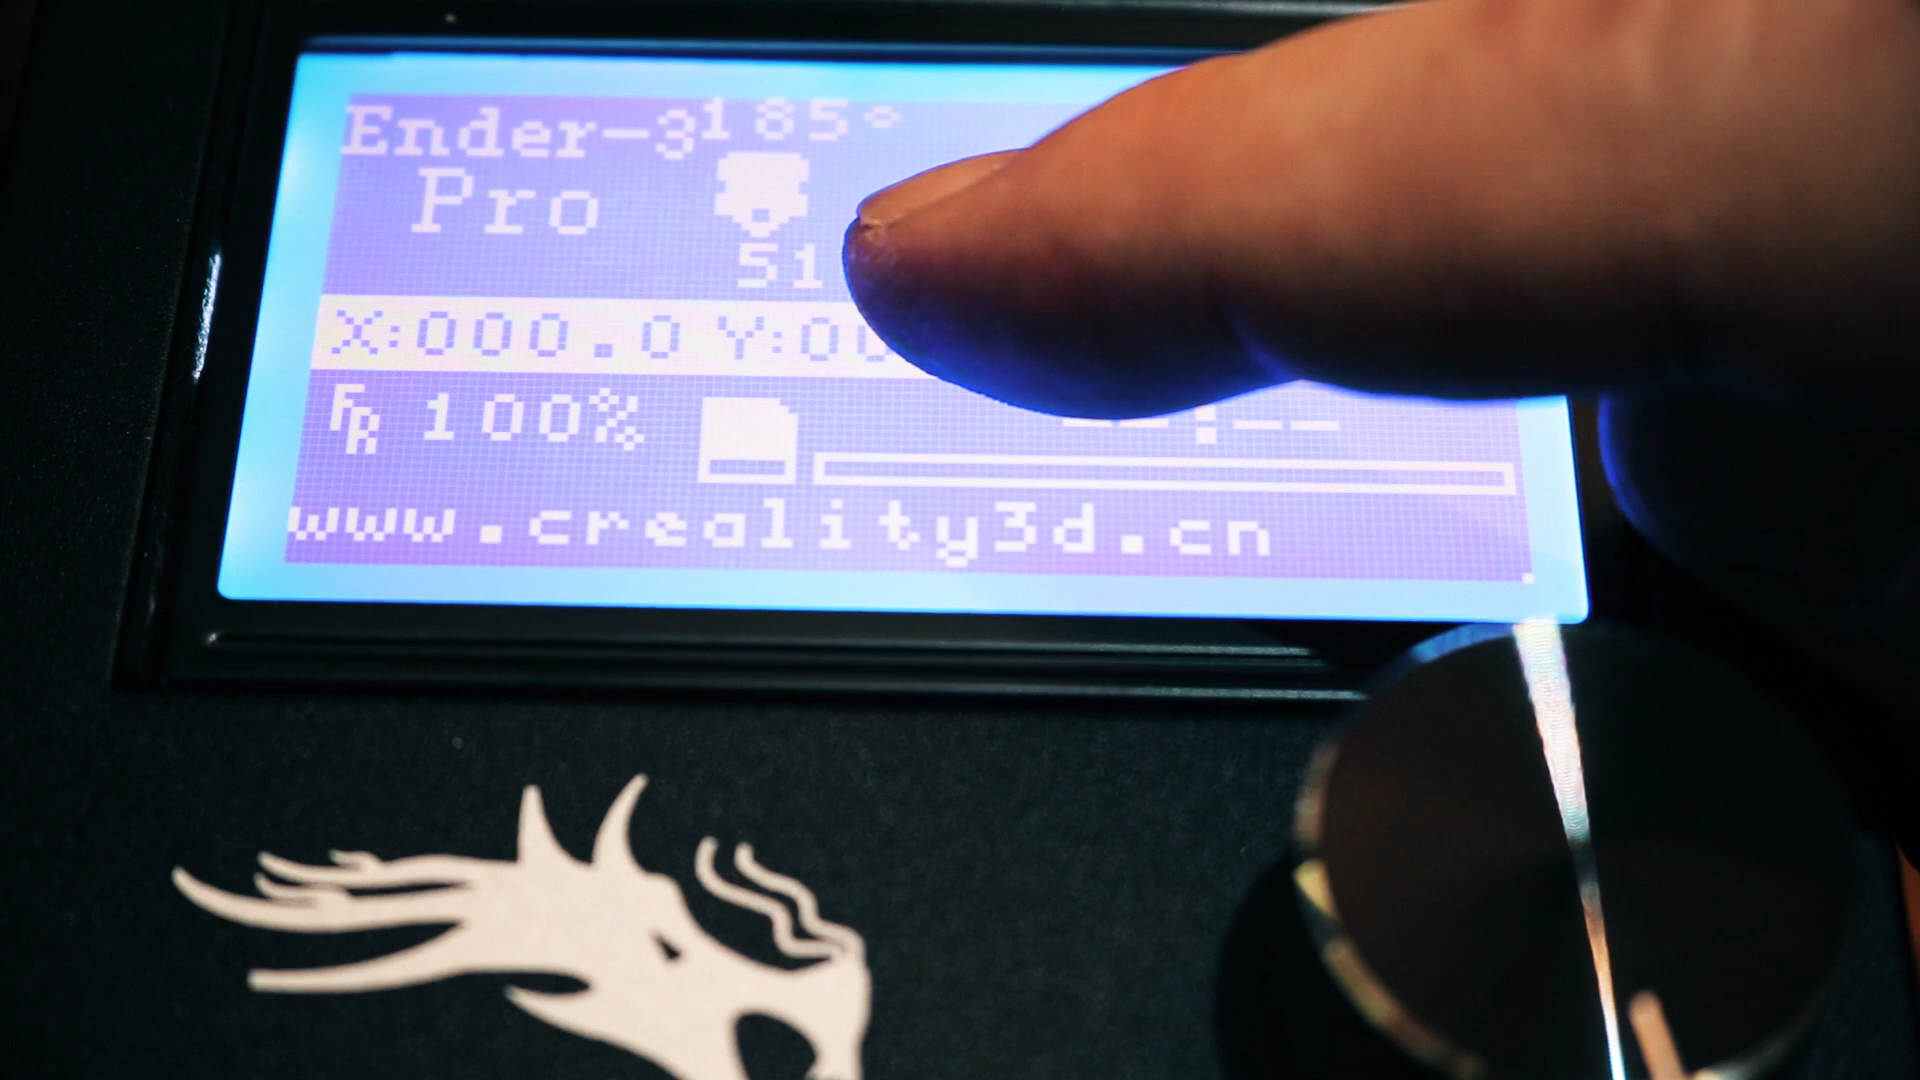 Ender-3 185°
Pro
51
X:000.0 Y:00
FR 100% --:--
www.creality3d.cn